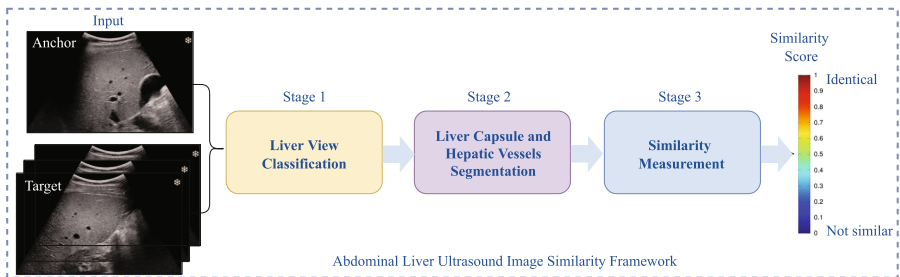 Input
Anchor
Target
Stage 1
Liver View
Classification
Stage 2
Liver Capsule and
Hepatic Vessels
Segmentation
Stage 3
Similarity
Measurement
Similarity
Score
Identical
Not similar
1
0.9
0.8
0.7
0.6
0.5
0.4
0.3
0.2
0.1
0
Abdominal Liver Ultrasound Image Similarity Framework